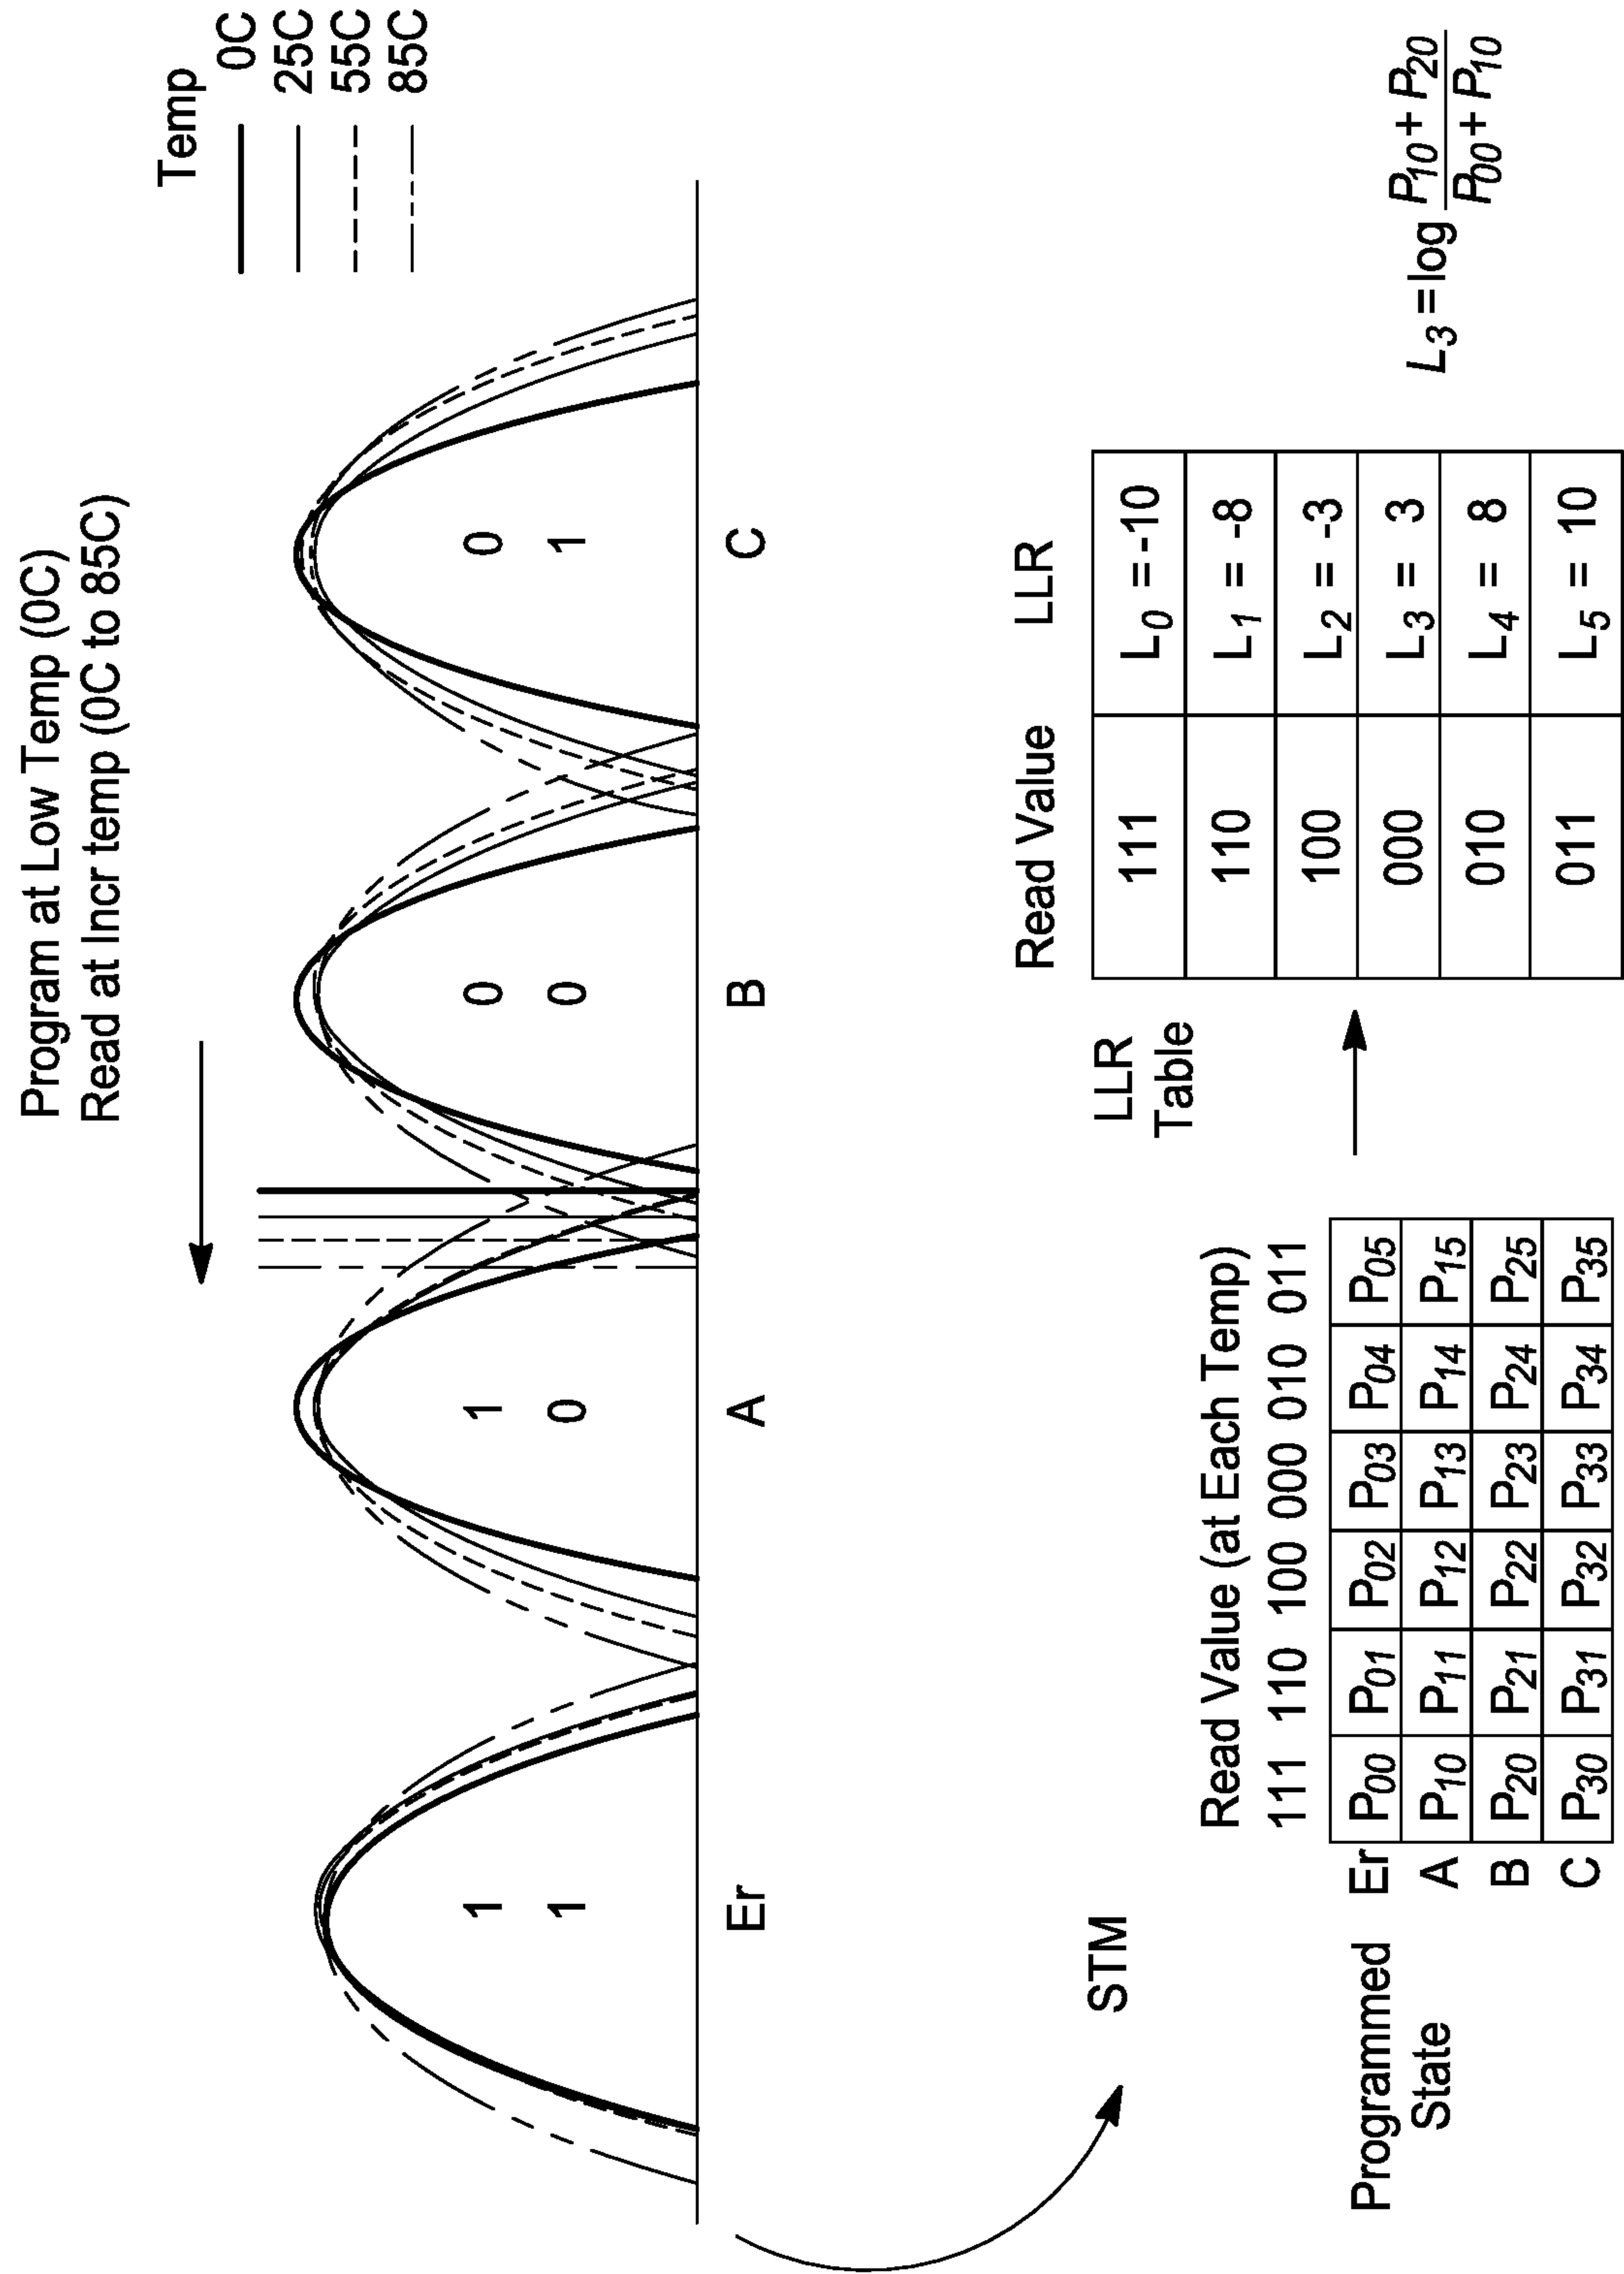 Program at Low Temp (0C)
Read at Incr temp (0C to 85C)
Temp
0C
25C
55C
85C
1 1 0 0
1 0 0 1
Er A B C
STM
Read Value (at Each Temp)
111 110 100 000 010 011
Programmed
State
Er P00 P01 P02 P03 P04 P05
A P10 P11 P12 P13 P14 P15
B P20 P21 P22 P23 P24 P25
C P30 P31 P32 P33 P34 P35
LLR
Table
Read Value LLR
111 L0 = -10
110 L1 = -8
100 L2 = -3
000 L3 = 3
010 L4 = 8
011 L5 = 10
L3 = log P10 + P20
P00 + P10